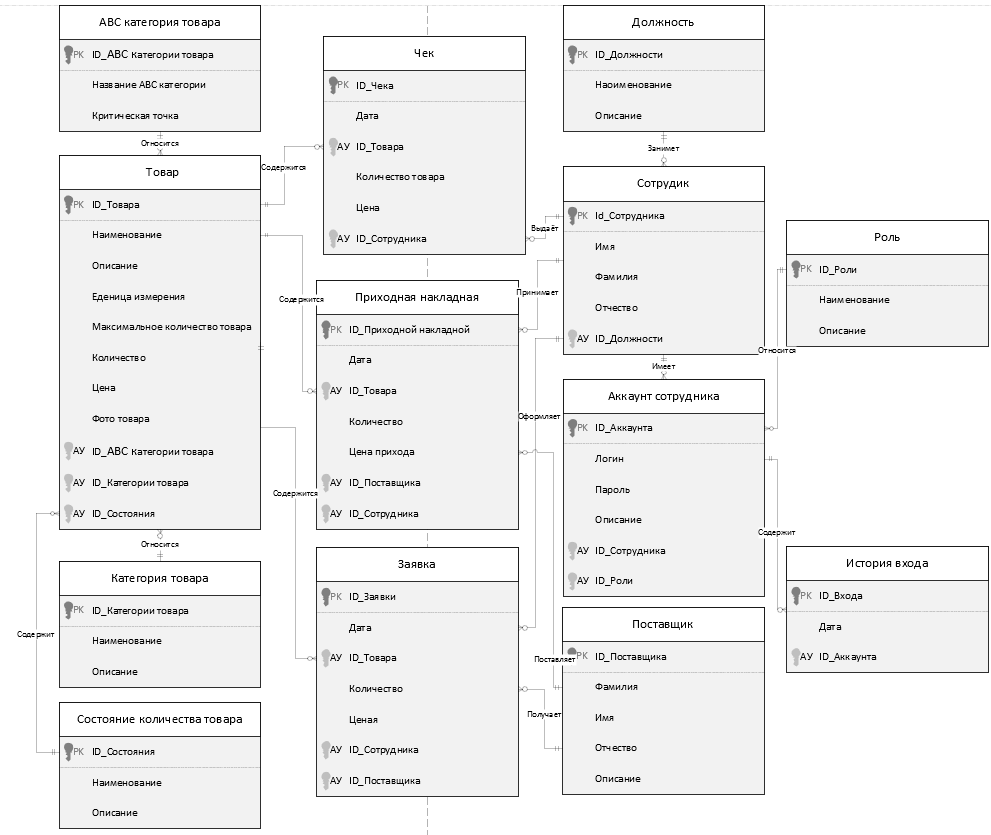 ABC категория товара
PK ID_ABC Категории товара
Название ABC категории
Критическая точка
Относится
Товар
PK ID_Товара
Наименование
Описание
Еденица измерения
Максимальное количество товара
Количество
Цена
Фото товара
АУ ID_ABC Категории товара
АУ ID_Категории товара
АУ ID_Состояния
Относится
Категория товара
PK ID_Категории товара
Наименование
Описание
Содержит
Состояние количества товара
PK ID_Состояния
Наименование
Описание
Содержится
Содержится
Содержится
Чек
PK ID_Чека
Дата
АУ ID_Товара
Количество товара
Цена
АУ ID_Сотрудника
Приходная накладная
PK ID_Приходной накладной
Дата
АУ ID_Товара
Количество
Цена прихода
АУ ID_Поставщика
АУ ID_Сотрудника
Заявка
PK ID_Заявки
Дата
АУ ID_Товара
Количество
Ценая
АУ ID_Сотрудника
АУ ID_Поставщика
Выдаёт
Принимает
Оформляет
Поставляет
Получает
Должность
PK ID_Должности
Наоименование
Описание
Занимет
Сотрудик
PK Id_Сотрудника
Имя
Фамилия
Отчество
АУ ID_Должности
Имеет
Аккаунт сотрудника
PK ID_Аккаунта
Логин
Пароль
Описание
АУ ID_Сотрудника
АУ ID_Роли
Поставщик
PK ID_Поставщика
Фамилия
Имя
Отчество
Описание
Относится
Содержит
Роль
PK ID_Роли
Наименование
Описание
История входа
PK ID_Входа
Дата
АУ ID_Аккаунта